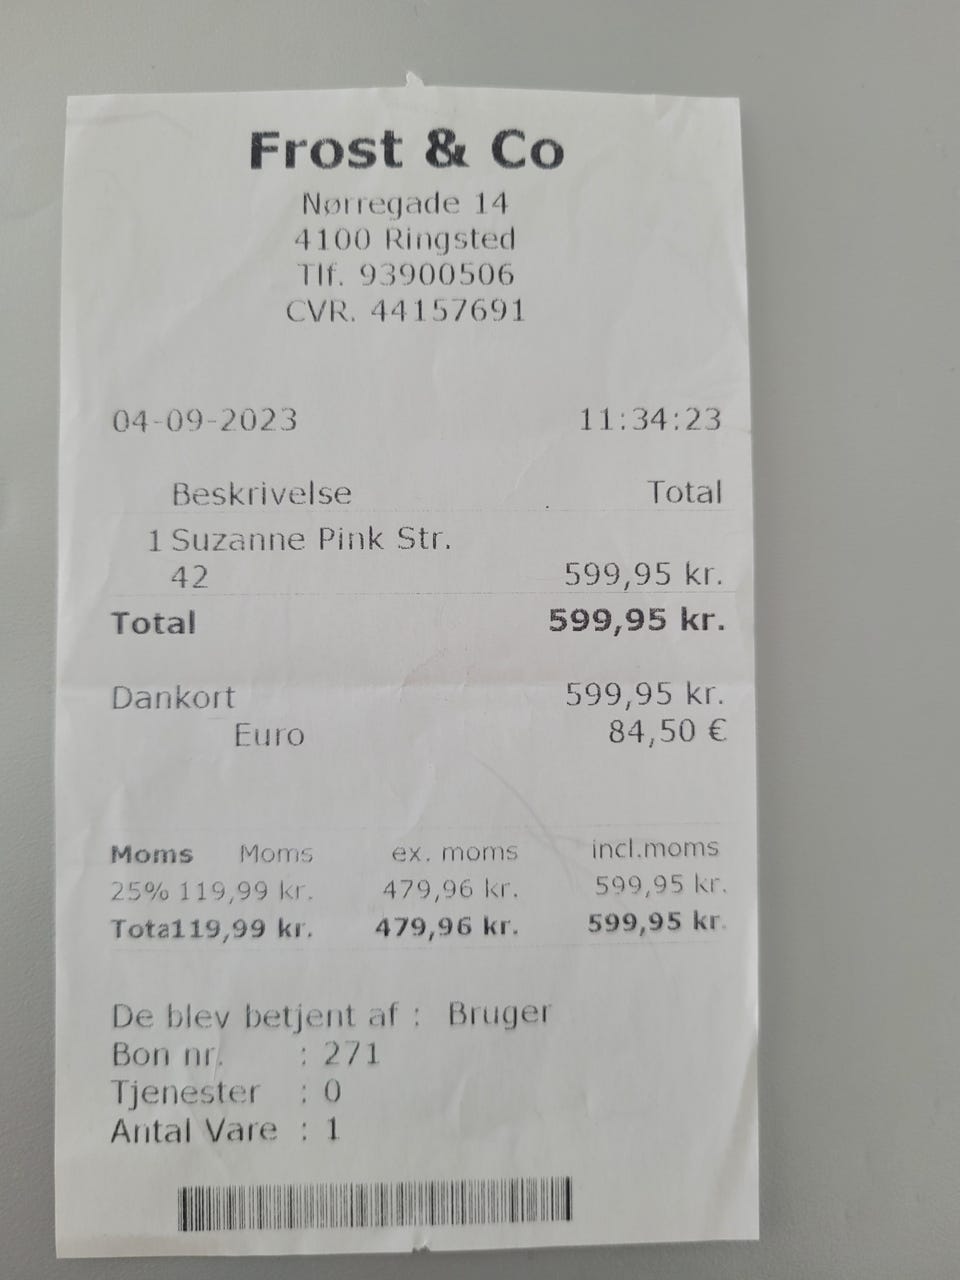 Frost & Co
Nørregade 14
4100 Ringsted
Tlf. 93900506
CVR. 44157691
04-09-2023 11:34:23
Beskrivelse Total
1 Suzanne Pink Str.
42 599,95 kr.
Total 599,95 kr.
Dankort 599,95 kr.
Euro 84,50 €
Moms Moms ex. moms incl.moms
25% 119,99 kr. 479,96 kr. 599,95 kr.
Tota119,99 kr. 479,96 kr. 599,95 kr.
De blev betjent af : Bruger
Bon nr. : 271
Tjenester : 0
Antal Vare : 1